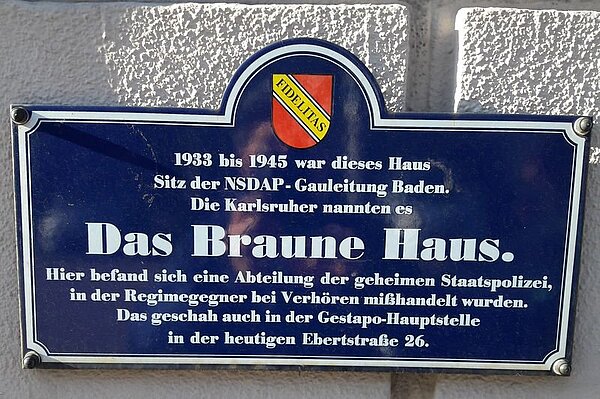 FIDELITAS
1933 bis 1945 war dieses Haus
Sitz der NSDAP-Gauleitung Baden.
Die Karlsruher nannten es
Das Braune Haus.
Hier befand sich eine Abteilung der geheimen Staatspolizei,
in der Regimegegner bei Verhören mißhandelt wurden.
Das geschah auch in der Gestapo-Hauptstelle
in der heutigen Ebertstraße 26.